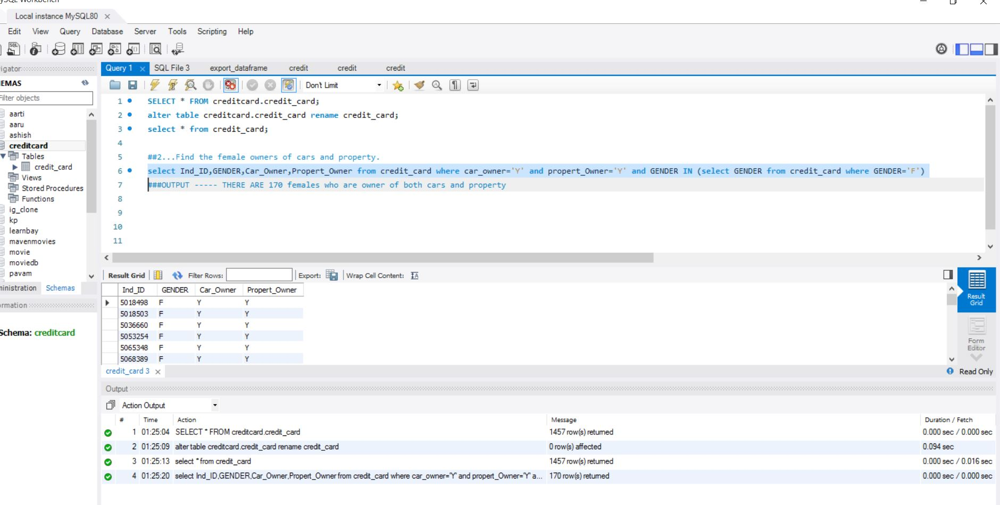 ySQL Workbench
Local instance MySQL80
Edit View Query Database Server Tools Scripting Help
igator
Query 1 SQL File 3 export_dataframe credit credit credit
EMAS
Filter objects
Don't Limit
aarti
aaru
ashish
creditcard
Tables
credit_card
Views
Stored Procedures
Functions
ig_clone
kp
learnbay
mavenmovies
movie
moviedb
pavam
ministration Schemas
ormation
Schema: creditcard
1 SELECT * FROM creditcard.credit_card;
2 alter table creditcard.credit_card rename credit_card;
3 select * from credit_card;
4
5 ##2...Find the female owners of cars and property.
6 select Ind_ID,GENDER,Car_Owner,Propert_Owner from credit_card where car_owner='Y' and propert_Owner='Y' and GENDER IN (select GENDER from credit_card where GENDER='F')
7 ###OUTPUT ----- THERE ARE 170 females who are owner of both cars and property
8
9
10
11
Result Grid Filter Rows: Export: Wrap Cell Content:
Ind_ID GENDER Car_Owner Propert_Owner
5018498 F Y Y
5018503 F Y Y
5036660 F Y Y
5053254 F Y Y
5065348 F Y Y
5068389 F Y Y
Result
Grid
Form
Editor
credit_card 3
Read Only
Output
Action Output
# Time Action Message Duration / Fetch
1 01:25:04 SELECT * FROM creditcard.credit_card 1457 row(s) returned 0.000 sec / 0.000 sec
2 01:25:09 alter table creditcard.credit_card rename credit_card 0 row(s) affected 0.094 sec
3 01:25:13 select * from credit_card 1457 row(s) returned 0.000 sec / 0.016 sec
4 01:25:20 select Ind_ID,GENDER,Car_Owner,Propert_Owner from credit_card where car_owner='Y' and propert_Owner='Y' a... 170 row(s) returned 0.000 sec / 0.000 sec